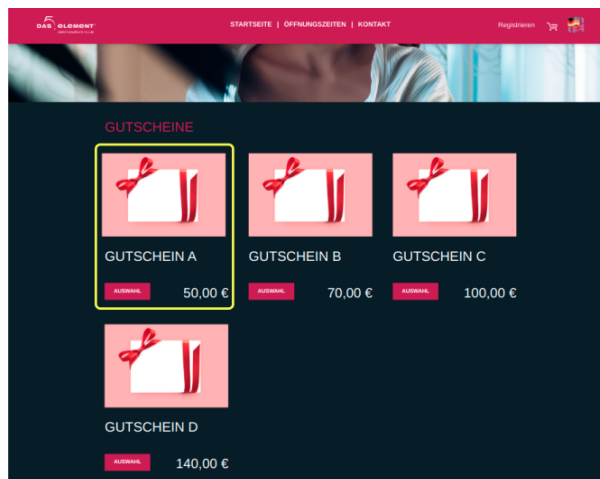 DAS element
STARTSEITE | ÖFFNUNGSZEITEN | KONTAKT
Registrieren
GUTSCHEINE
GUTSCHEIN A
AUSWAHL
50,00 €
GUTSCHEIN B
AUSWAHL
70,00 €
GUTSCHEIN C
AUSWAHL
100,00 €
GUTSCHEIN D
AUSWAHL
140,00 €